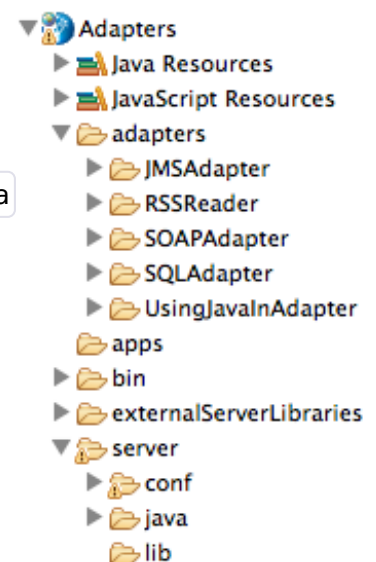 Adapters
Java Resources
JavaScript Resources
adapters
JMSAdapter
a
RSSReader
SOAPAdapter
SQLAdapter
UsingJavaInAdapter
apps
bin
externalServerLibraries
server
conf
java
lib